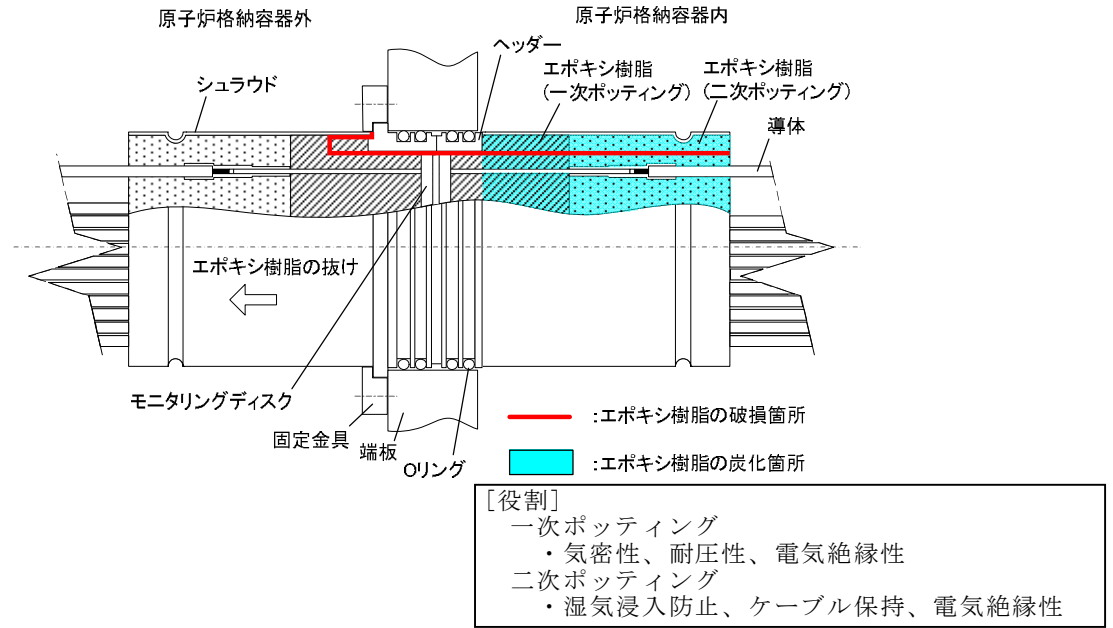 原子炉格納容器外
原子炉格納容器内
ヘッダー
シュラウド
エポキシ樹脂
(一次ポッティング)
エポキシ樹脂
(二次ポッティング)
導体
エポキシ樹脂の抜け
モニタリングディスク
固定金具
端板
Oリング
:エポキシ樹脂の破損箇所
:エポキシ樹脂の炭化箇所
[役割]
一次ポッティング
・気密性、耐圧性、電気絶縁性
二次ポッティング
・湿気浸入防止、ケーブル保持、電気絶縁性